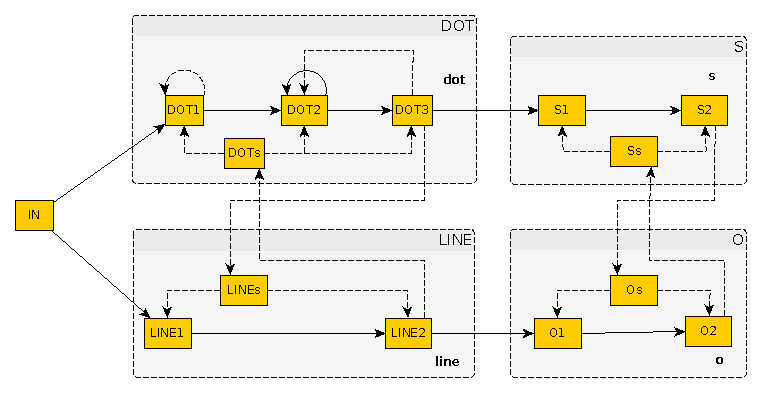 DOT
S
dot
s
DOT1
DOT2
DOT3
S1
S2
DOTs
Ss
IN
LINE
O
LINEs
Os
LINE1
LINE2
O1
O2
line
o